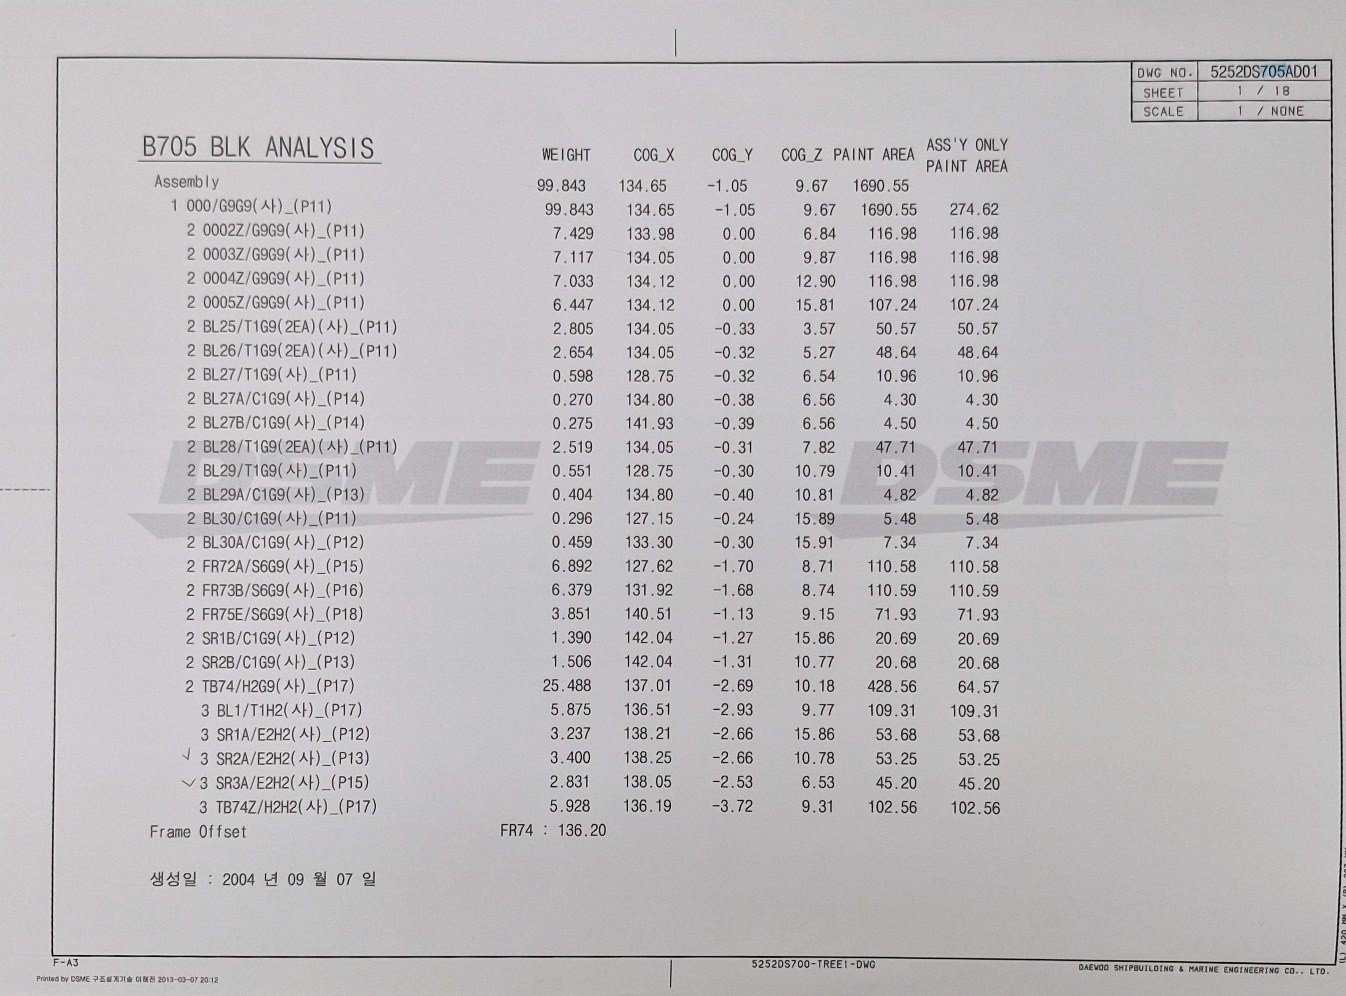 DWG NO. 5252DS705AD01
SHEET 1 / 18
SCALE 1 / NONE
B705 BLK ANALYSIS
WEIGHT COG_X COG_Y COG_Z PAINT AREA ASS'Y ONLY
PAINT AREA
Assembly 99.843 134.65 -1.05 9.67 1690.55
1 000/G9G9(사)_(P11) 99.843 134.65 -1.05 9.67 1690.55 274.62
2 0002Z/G9G9(사)_(P11) 7.429 133.98 0.00 6.84 116.98 116.98
2 0003Z/G9G9(사)_(P11) 7.117 134.05 0.00 9.87 116.98 116.98
2 0004Z/G9G9(사)_(P11) 7.033 134.12 0.00 12.90 116.98 116.98
2 0005Z/G9G9(사)_(P11) 6.447 134.12 0.00 15.81 107.24 107.24
2 BL25/T1G9(2EA)(사)_(P11) 2.805 134.05 -0.33 3.57 50.57 50.57
2 BL26/T1G9(2EA)(사)_(P11) 2.654 134.05 -0.32 5.27 48.64 48.64
2 BL27/T1G9(사)_(P11) 0.598 128.75 -0.32 6.54 10.96 10.96
2 BL27A/C1G9(사)_(P14) 0.270 134.80 -0.38 6.56 4.30 4.30
2 BL27B/C1G9(사)_(P14) 0.275 141.93 -0.39 6.56 4.50 4.50
2 BL28/T1G9(2EA)(사)_(P11) 2.519 134.05 -0.31 7.82 47.71 47.71
2 BL29/T1G9(사)_(P11) 0.551 128.75 -0.30 10.79 10.41 10.41
2 BL29A/C1G9(사)_(P13) 0.404 134.80 -0.40 10.81 4.82 4.82
2 BL30/C1G9(사)_(P11) 0.296 127.15 -0.24 15.89 5.48 5.48
2 BL30A/C1G9(사)_(P12) 0.459 133.30 -0.30 15.91 7.34 7.34
2 FR72A/S6G9(사)_(P15) 6.892 127.62 -1.70 8.71 110.58 110.58
2 FR73B/S6G9(사)_(P16) 6.379 131.92 -1.68 8.74 110.59 110.59
2 FR75E/S6G9(사)_(P18) 3.851 140.51 -1.13 9.15 71.93 71.93
2 SR1B/C1G9(사)_(P12) 1.390 142.04 -1.27 15.86 20.69 20.69
2 SR2B/C1G9(사)_(P13) 1.506 142.04 -1.31 10.77 20.68 20.68
2 TB74/H2G9(사)_(P17) 25.488 137.01 -2.69 10.18 428.56 64.57
3 BL1/T1H2(사)_(P17) 5.875 136.51 -2.93 9.77 109.31 109.31
3 SR1A/E2H2(사)_(P12) 3.237 138.21 -2.66 15.86 53.68 53.68
3 SR2A/E2H2(사)_(P13) 3.400 138.25 -2.66 10.78 53.25 53.25
3 SR3A/E2H2(사)_(P15) 2.831 138.05 -2.53 6.53 45.20 45.20
3 TB74Z/H2H2(사)_(P17) 5.928 136.19 -3.72 9.31 102.56 102.56
Frame Offset FR74 : 136.20
생성일 : 2004 년 09 월 07 일
DSME DSME
F-A3 5252DS700-TREE1-DWG DAEWOO SHIPBUILDING & MARINE ENGINEERING CO., LTD.
Printed by DSME 구조설계기술 이해진 2013-03-07 20:12